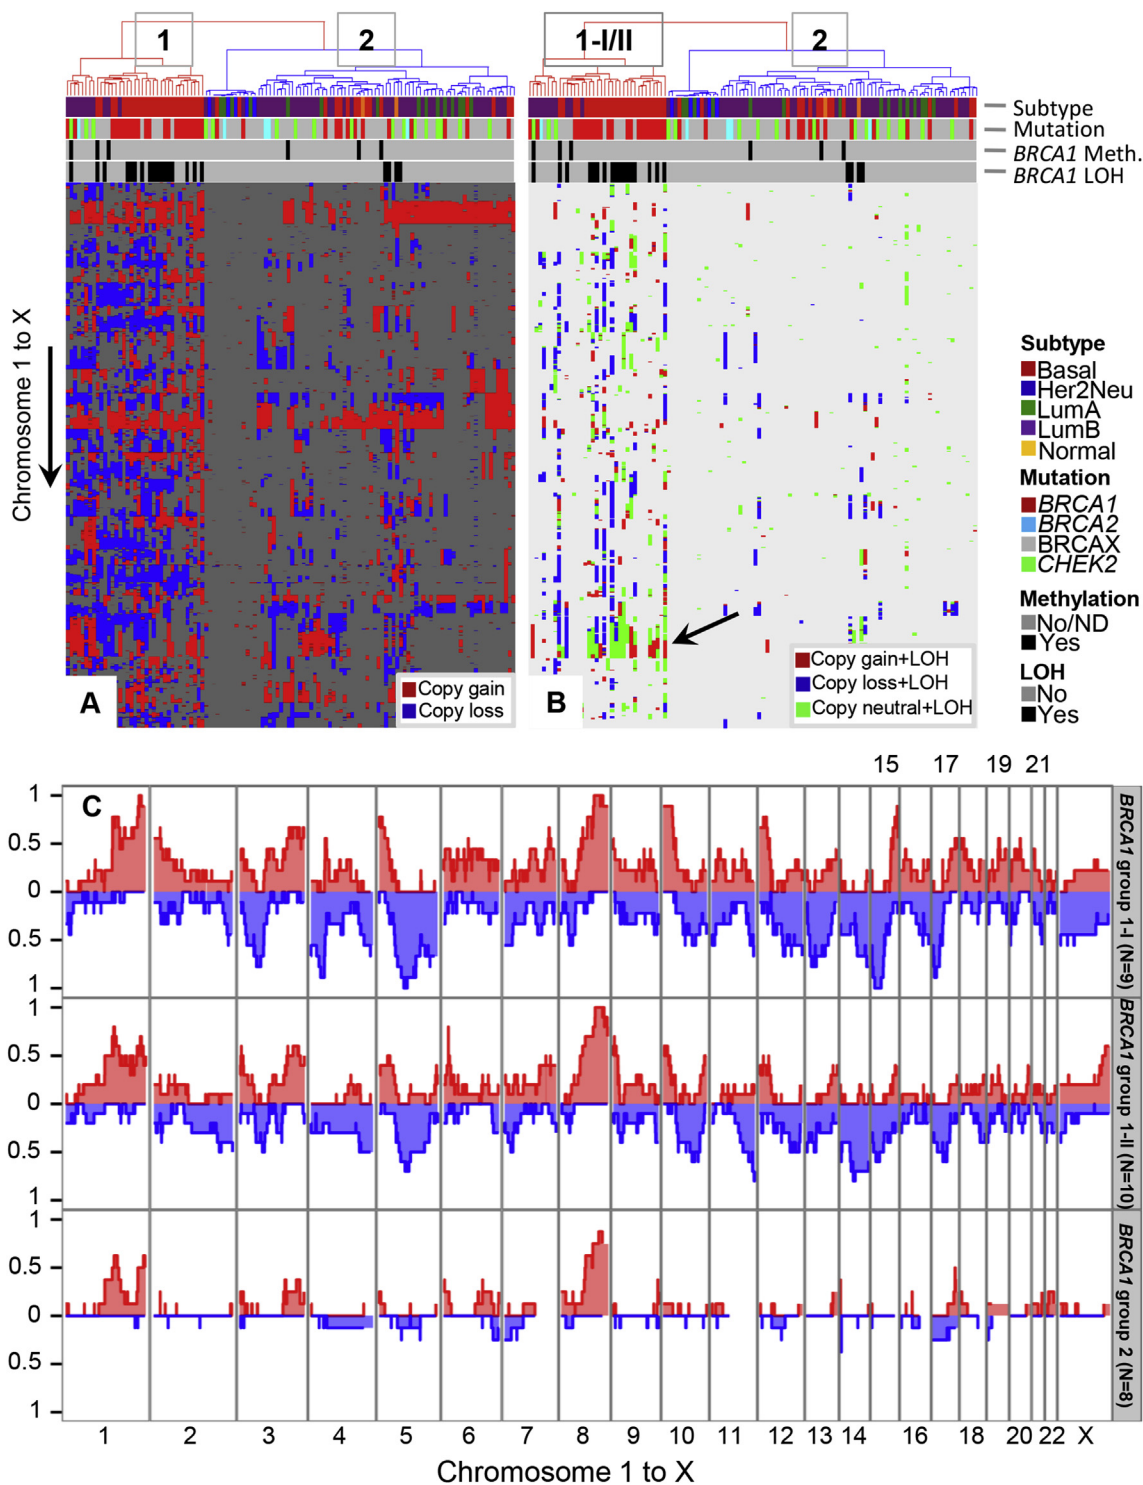 1
2
1-I/II
2
Subtype
Mutation
BRCA1 Meth.
BRCA1 LOH
Chromosome 1 to X
Subtype
Basal
Her2Neu
LumA
LumB
Normal
Mutation
BRCA1
BRCA2
BRCAX
CHEK2
Methylation
No/ND
Yes
LOH
No
Yes
A
Copy gain
Copy loss
B
Copy gain+LOH
Copy loss+LOH
Copy neutral+LOH
15 17 19 21
C
1
0.5
0
0.5
1
BRCA1 group 1-I (N=9)
1
0.5
0
0.5
1
BRCA1 group 1-II (N=10)
1
0.5
0
0.5
1
BRCA1 group 2 (N=8)
1 2 3 4 5 6 7 8 9 10 11 12 13 14 16 18 20 22 X
Chromosome 1 to X